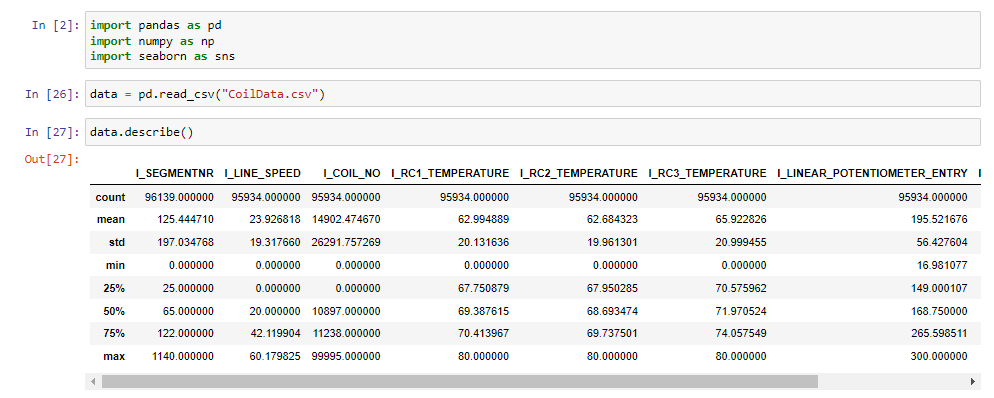 In [2]: import pandas as pd
import numpy as np
import seaborn as sns
In [26]: data = pd.read_csv("CoilData.csv")
In [27]: data.describe()
Out[27]:
I_SEGMENTNR I_LINE_SPEED I_COIL_NO I_RC1_TEMPERATURE I_RC2_TEMPERATURE I_RC3_TEMPERATURE I_LINEAR_POTENTIOMETER_ENTRY I
count 96139.000000 95934.000000 95934.000000 95934.000000 95934.000000 95934.000000 95934.000000
mean 125.444710 23.926818 14902.474670 62.994889 62.684323 65.922826 195.521676
std 197.034768 19.317660 26291.757269 20.131636 19.961301 20.999455 56.427604
min 0.000000 0.000000 0.000000 0.000000 0.000000 0.000000 16.981077
25% 25.000000 0.000000 0.000000 67.750879 67.950285 70.575962 149.000107
50% 65.000000 20.000000 10897.000000 69.387615 68.693474 71.970524 168.750000
75% 122.000000 42.119904 11238.000000 70.413967 69.737501 74.057549 265.598511
max 1140.000000 60.179825 99995.000000 80.000000 80.000000 80.000000 300.000000